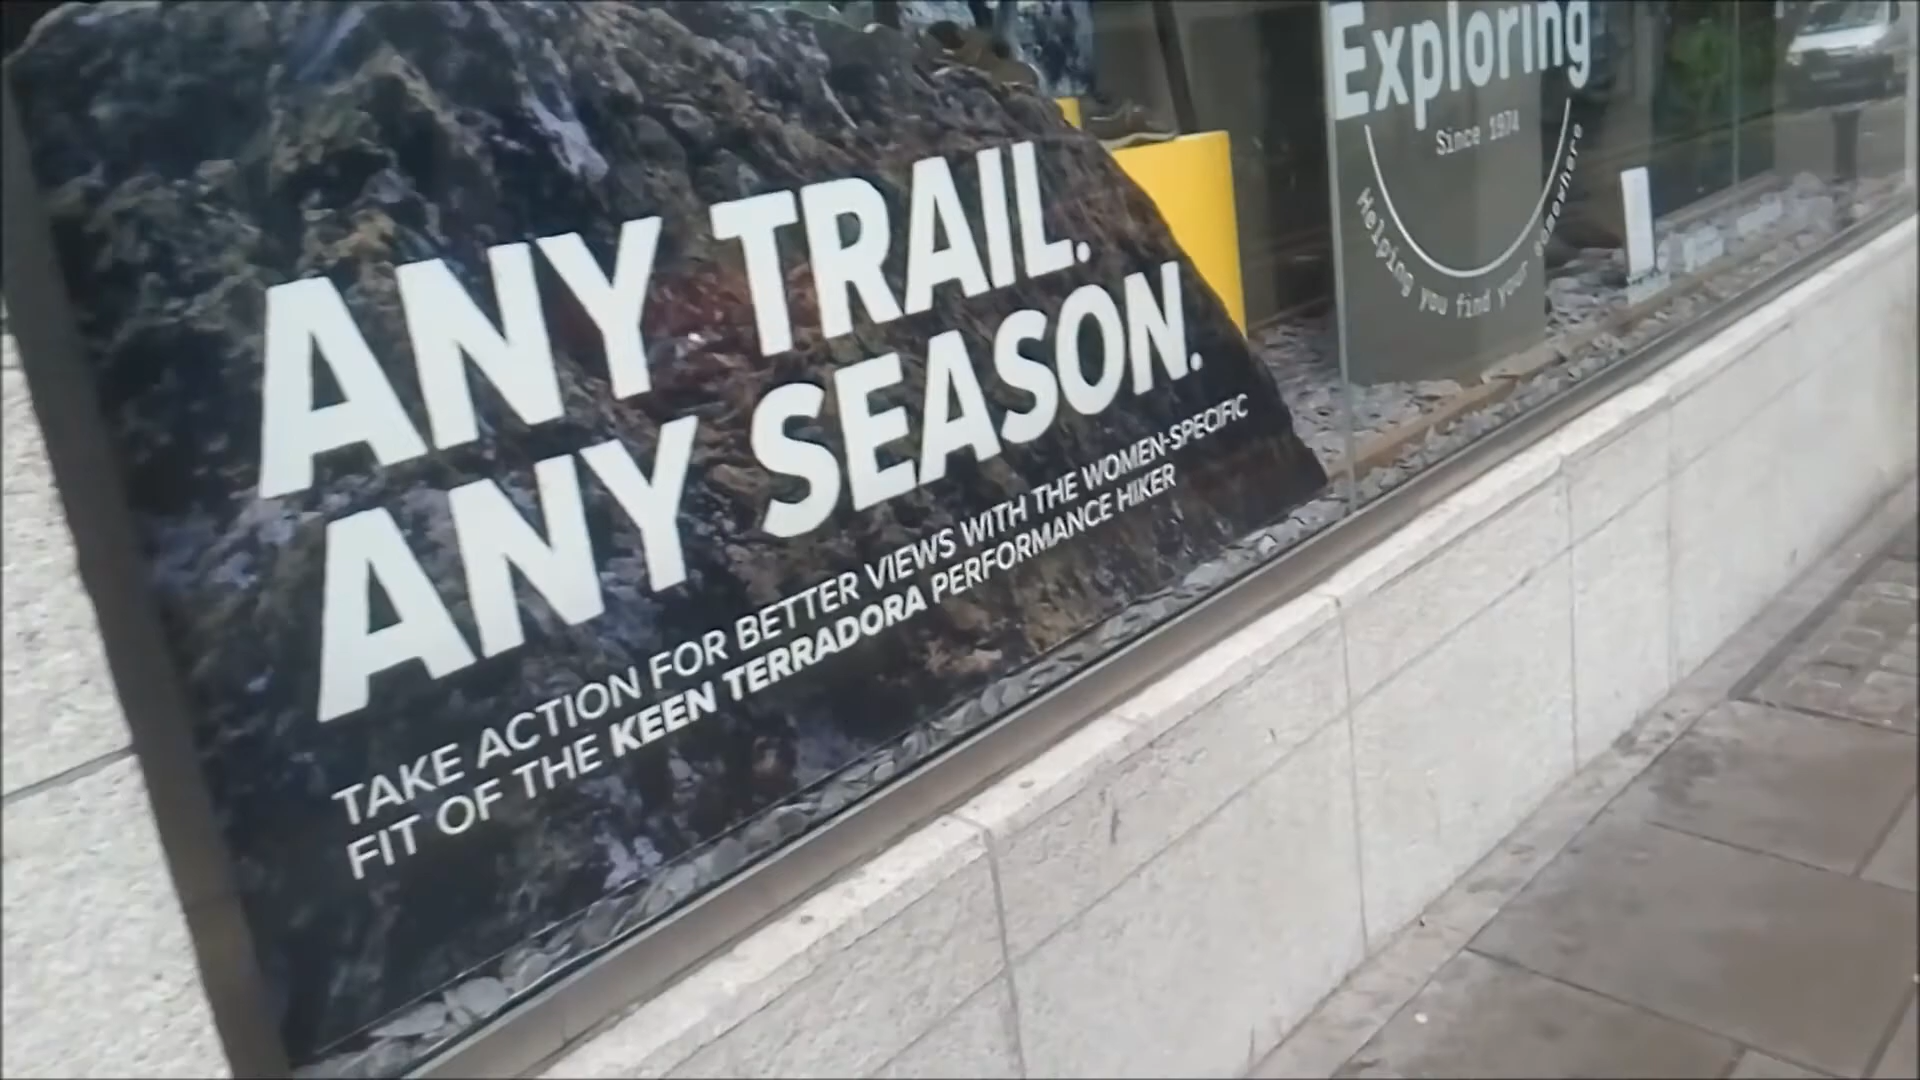 ANY TRAIL.
ANY SEASON.
TAKE ACTION FOR BETTER VIEWS WITH THE WOMEN-SPECIFIC
FIT OF THE KEEN TERRADORA PERFORMANCE HIKER
Exploring
Since 1974
Helping you find your somewhere